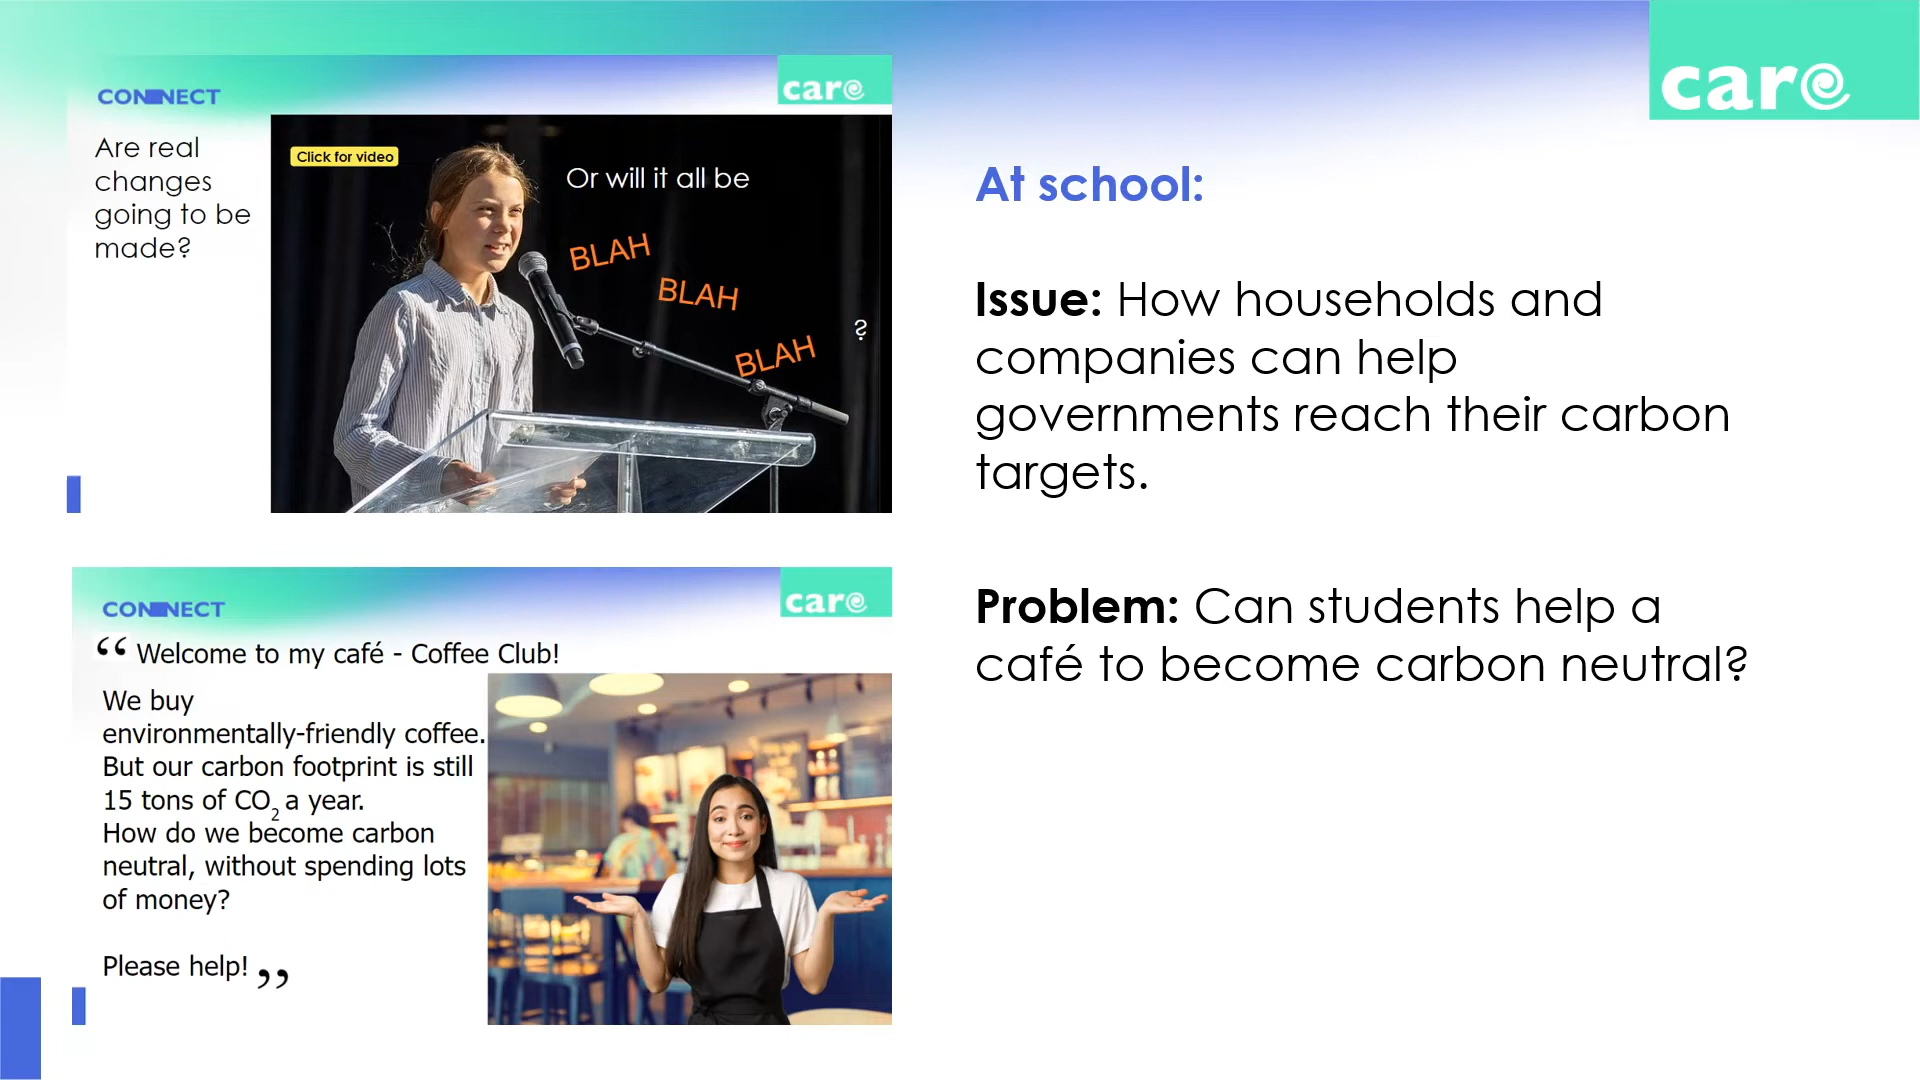 care
CONNECT
care
Are real
changes
going to be
made?
Click for video
Or will it all be
BLAH
BLAH
BLAH
?
CONNECT
care
“ Welcome to my café - Coffee Club!
We buy
environmentally-friendly coffee.
But our carbon footprint is still
15 tons of CO2 a year.
How do we become carbon
neutral, without spending lots
of money?
Please help! ”
At school:
Issue: How households and
companies can help
governments reach their carbon
targets.
Problem: Can students help a
café to become carbon neutral?